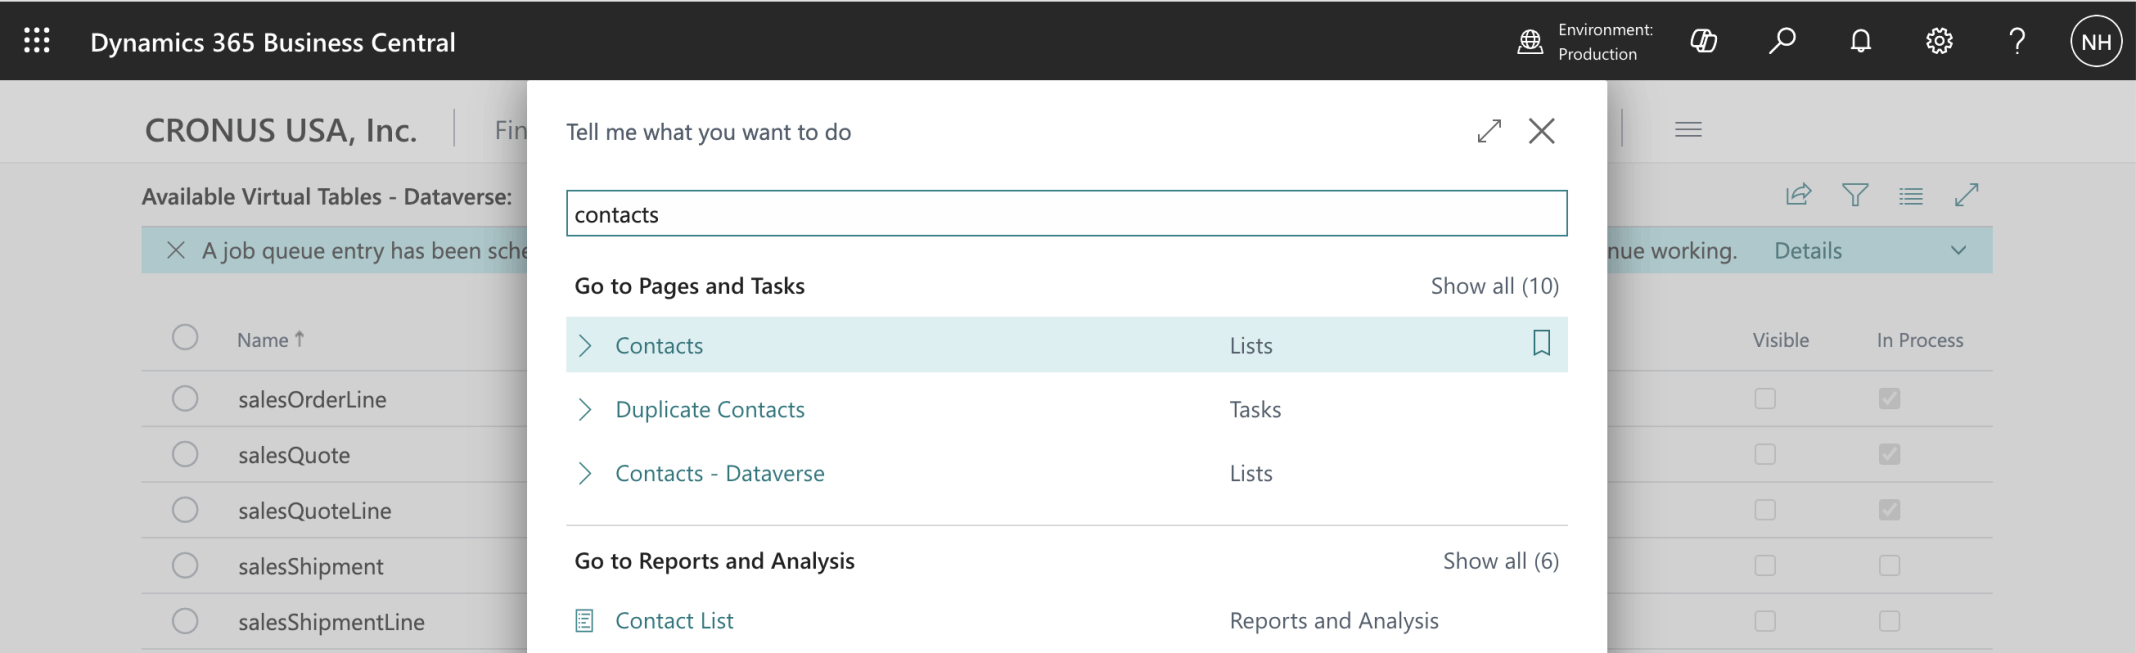 Dynamics 365 Business Central
Environment:
Production
NH
CRONUS USA, Inc.
Fin
Available Virtual Tables - Dataverse:
A job queue entry has been sche
nue working.
Details
Name ↑
Visible
In Process
salesOrderLine
salesQuote
salesQuoteLine
salesShipment
salesShipmentLine
Tell me what you want to do
contacts
Go to Pages and Tasks
Show all (10)
Contacts
Lists
Duplicate Contacts
Tasks
Contacts - Dataverse
Lists
Go to Reports and Analysis
Show all (6)
Contact List
Reports and Analysis